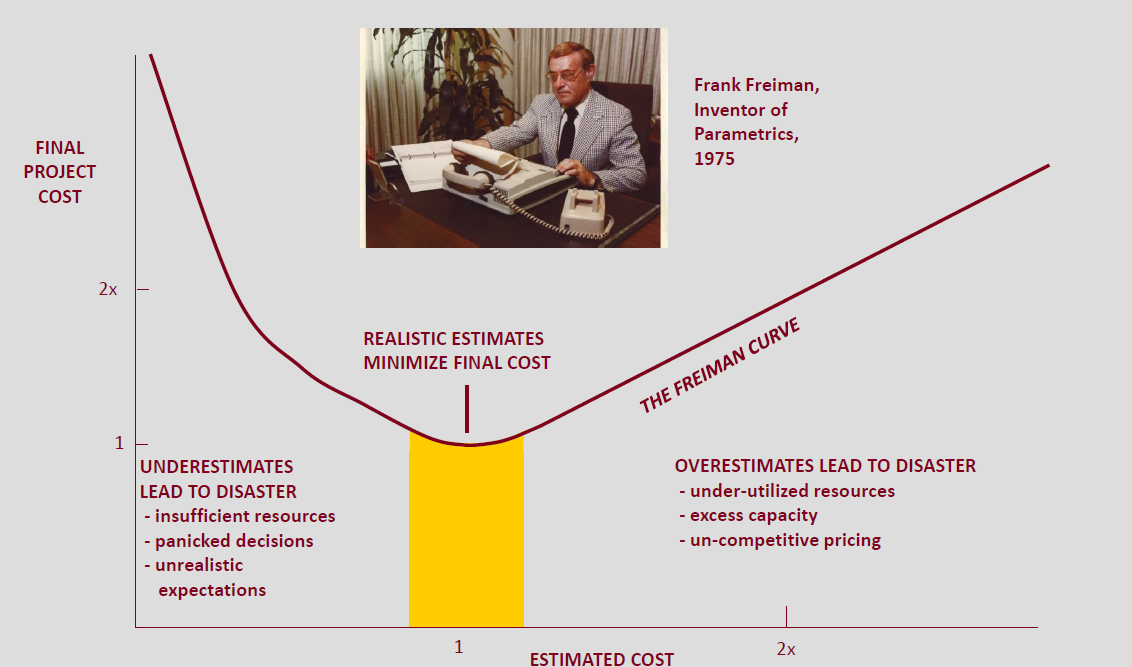 Frank Freiman,
Inventor of
Parametrics,
1975
FINAL
PROJECT
COST
2x
REALISTIC ESTIMATES
MINIMIZE FINAL COST
THE FREIMAN CURVE
1
UNDERESTIMATES
LEAD TO DISASTER
- insufficient resources
- panicked decisions
- unrealistic
expectations
OVERESTIMATES LEAD TO DISASTER
- under-utilized resources
- excess capacity
- un-competitive pricing
1
2x
ESTIMATED COST